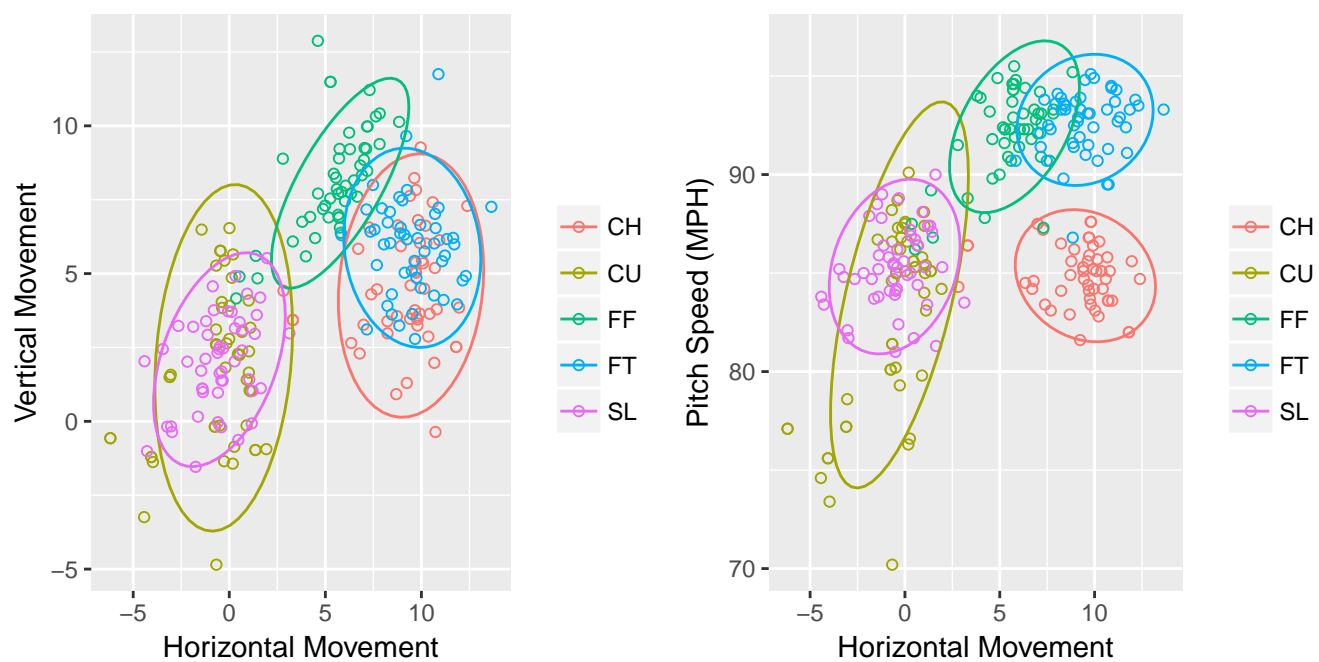 Vertical Movement
10
5
0
−5
−5
0
5
10
Horizontal Movement
CH
CU
FF
FT
SL
Pitch Speed (MPH)
90
80
70
−5
0
5
10
Horizontal Movement
CH
CU
FF
FT
SL